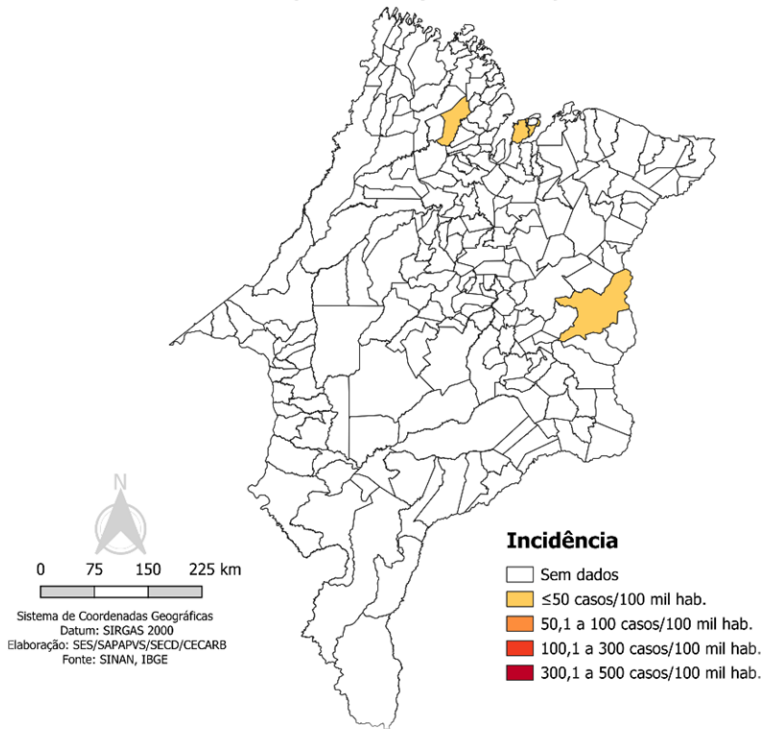 N
0 75 150 225 km
Sistema de Coordenadas Geográficas
Datum: SIRGAS 2000
Elaboração: SES/SAPAPVS/SECD/CECARB
Fonte: SINAN, IBGE
Incidência
Sem dados
≤50 casos/100 mil hab.
50,1 a 100 casos/100 mil hab.
100,1 a 300 casos/100 mil hab.
300,1 a 500 casos/100 mil hab.